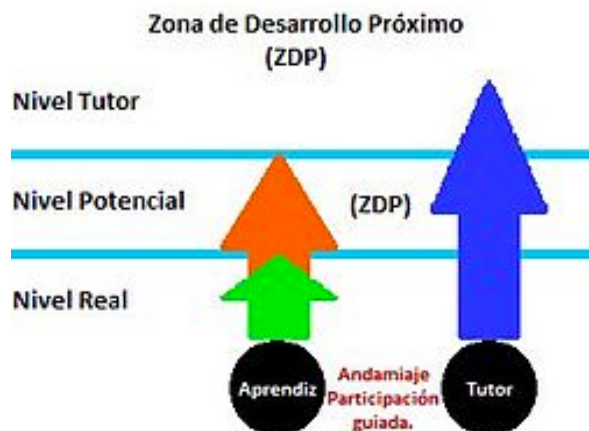 Zona de Desarrollo Próximo
(ZDP)
Nivel Tutor
Nivel Potencial
(ZDP)
Nivel Real
Aprendiz
Andamiaje
Participación
guiada.
Tutor